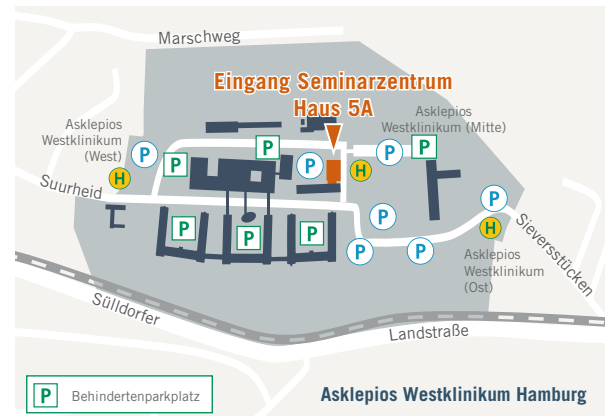 Marschweg
Eingang Seminarzentrum
Haus 5A
Asklepios
Westklinikum
(West)
Asklepios
Westklinikum (Mitte)
P
P
P
P
P
P
H
H
P
Suurheid
P
P
P
P
P
P
H
P
P
Sieversstücken
Asklepios
Westklinikum
(Ost)
Sülldorfer
Landstraße
P Behindertenparkplatz
Asklepios Westklinikum Hamburg